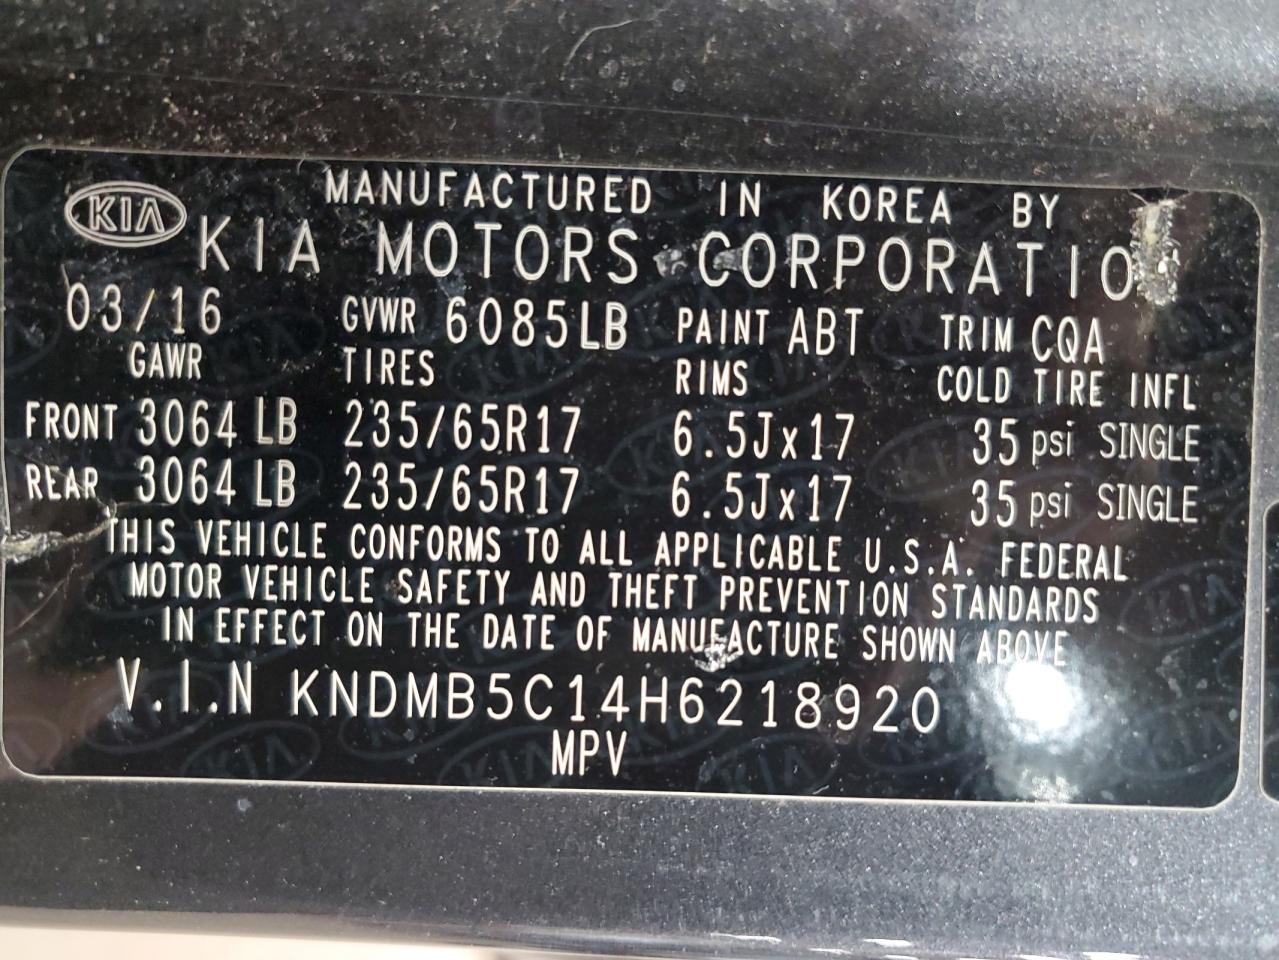 KIA
MANUFACTURED IN KOREA BY
KIA MOTORS CORPORATIO
03/16 GVWR 6085LB PAINT ABT TRIM CQA
GAWR TIRES RIMS COLD TIRE INFL
FRONT 3064 LB 235/65R17 6.5Jx17 35 psi SINGLE
REAR 3064 LB 235/65R17 6.5Jx17 35 psi SINGLE
THIS VEHICLE CONFORMS TO ALL APPLICABLE U.S.A. FEDERAL
MOTOR VEHICLE SAFETY AND THEFT PREVENTION STANDARDS
IN EFFECT ON THE DATE OF MANUFACTURE SHOWN ABOVE
V.I.N KNDMB5C14H6218920
MPV